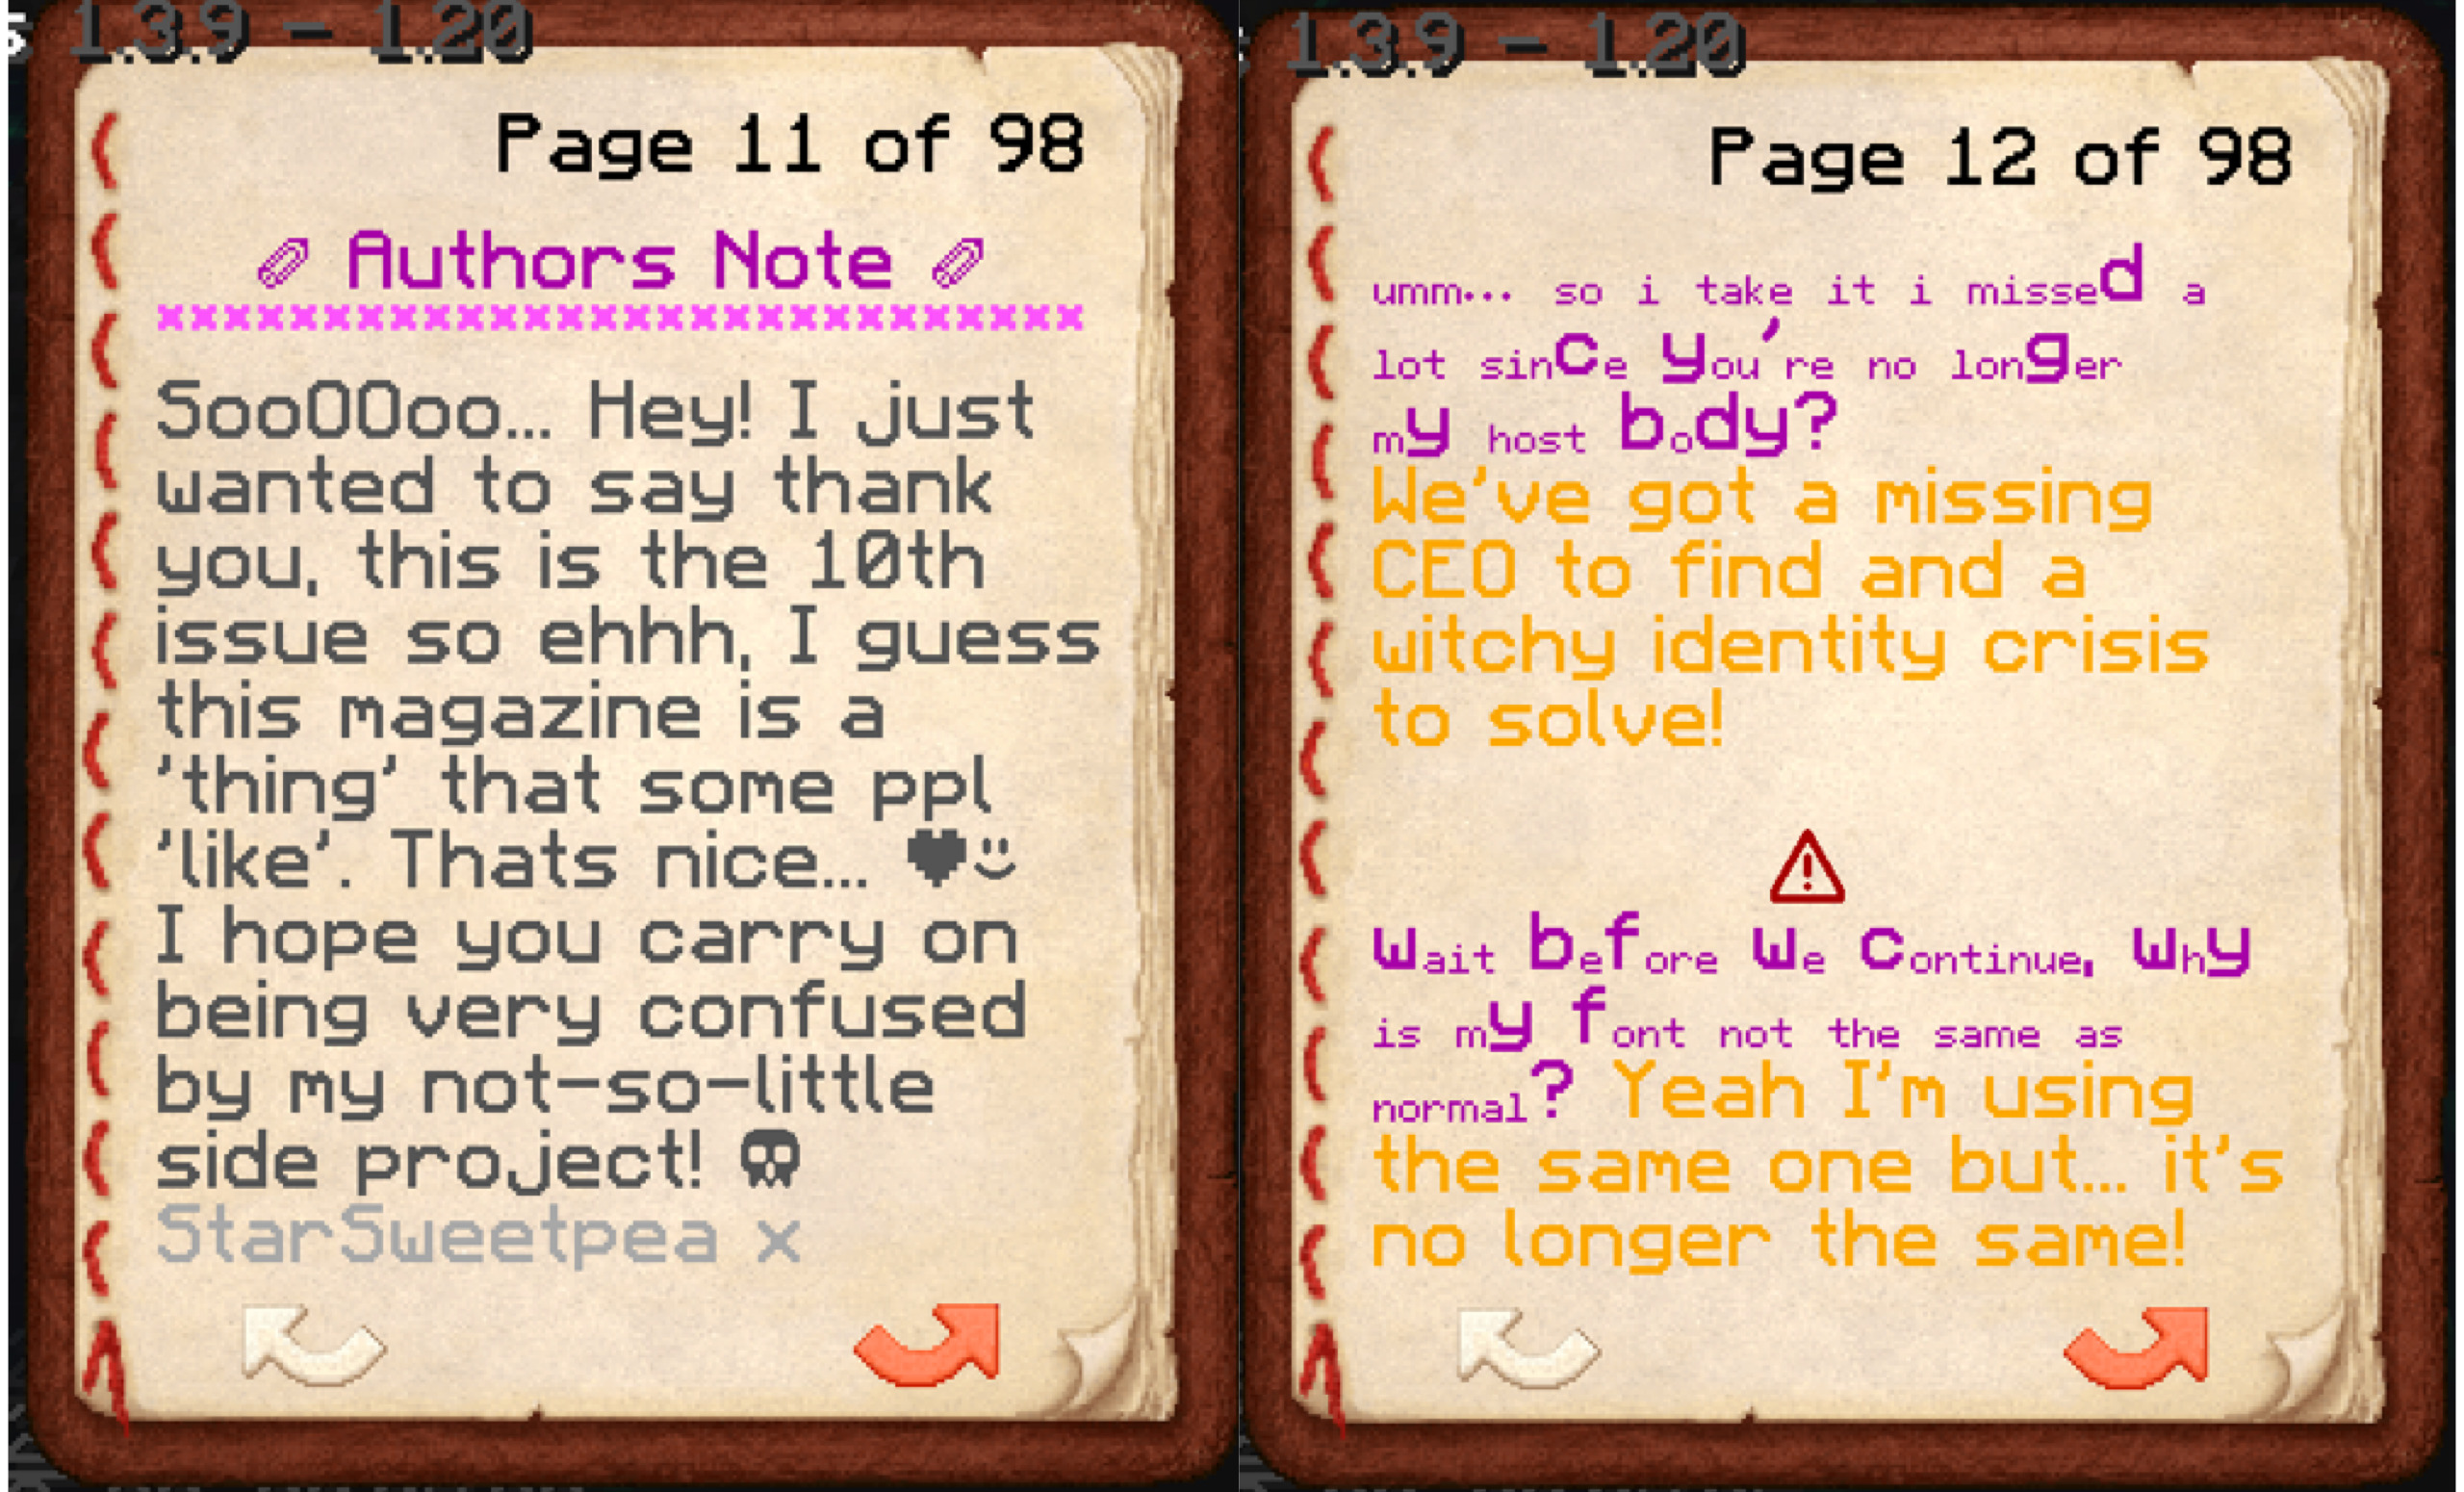 1.3.9 - 1.20
Page 11 of 98
Authors Note
xxxxxxxxxxxxxxxxxxxxxxxxxxxx
SooOOoo... Hey! I just
wanted to say thank
you, this is the 10th
issue so ehhh, I guess
this magazine is a
'thing' that some ppl
'like'. Thats nice... ♥
I hope you carry on
being very confused
by my not-so-little
side project!
StarSweetpea x
1.3.9 - 1.20
Page 12 of 98
umm... so i take it i missed a
lot since you're no longer
my host body?
We've got a missing
CEO to find and a
witchy identity crisis
to solve!
⚠
wait before we continue, why
is my font not the same as
normal? Yeah I'm using
the same one but... it's
no longer the same!